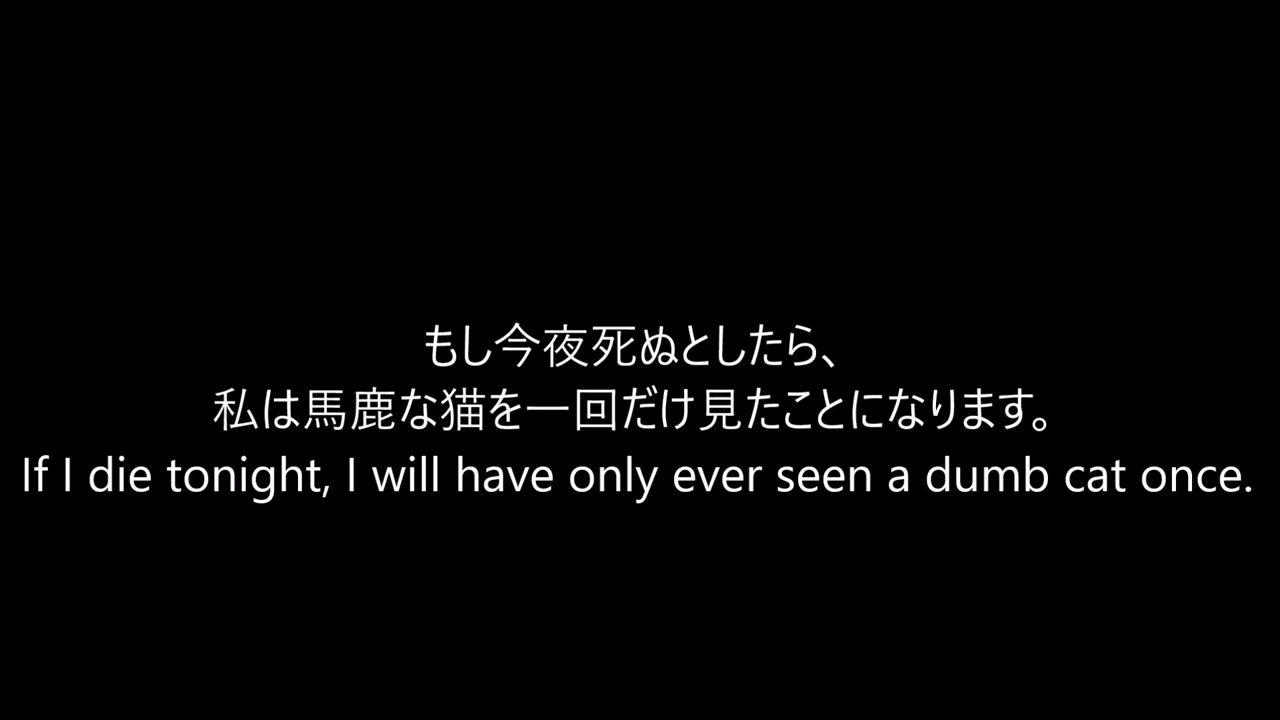 もし今夜死ぬとしたら、
私は馬鹿な猫を一回だけ見たことになります。
If I die tonight, I will have only ever seen a dumb cat once.